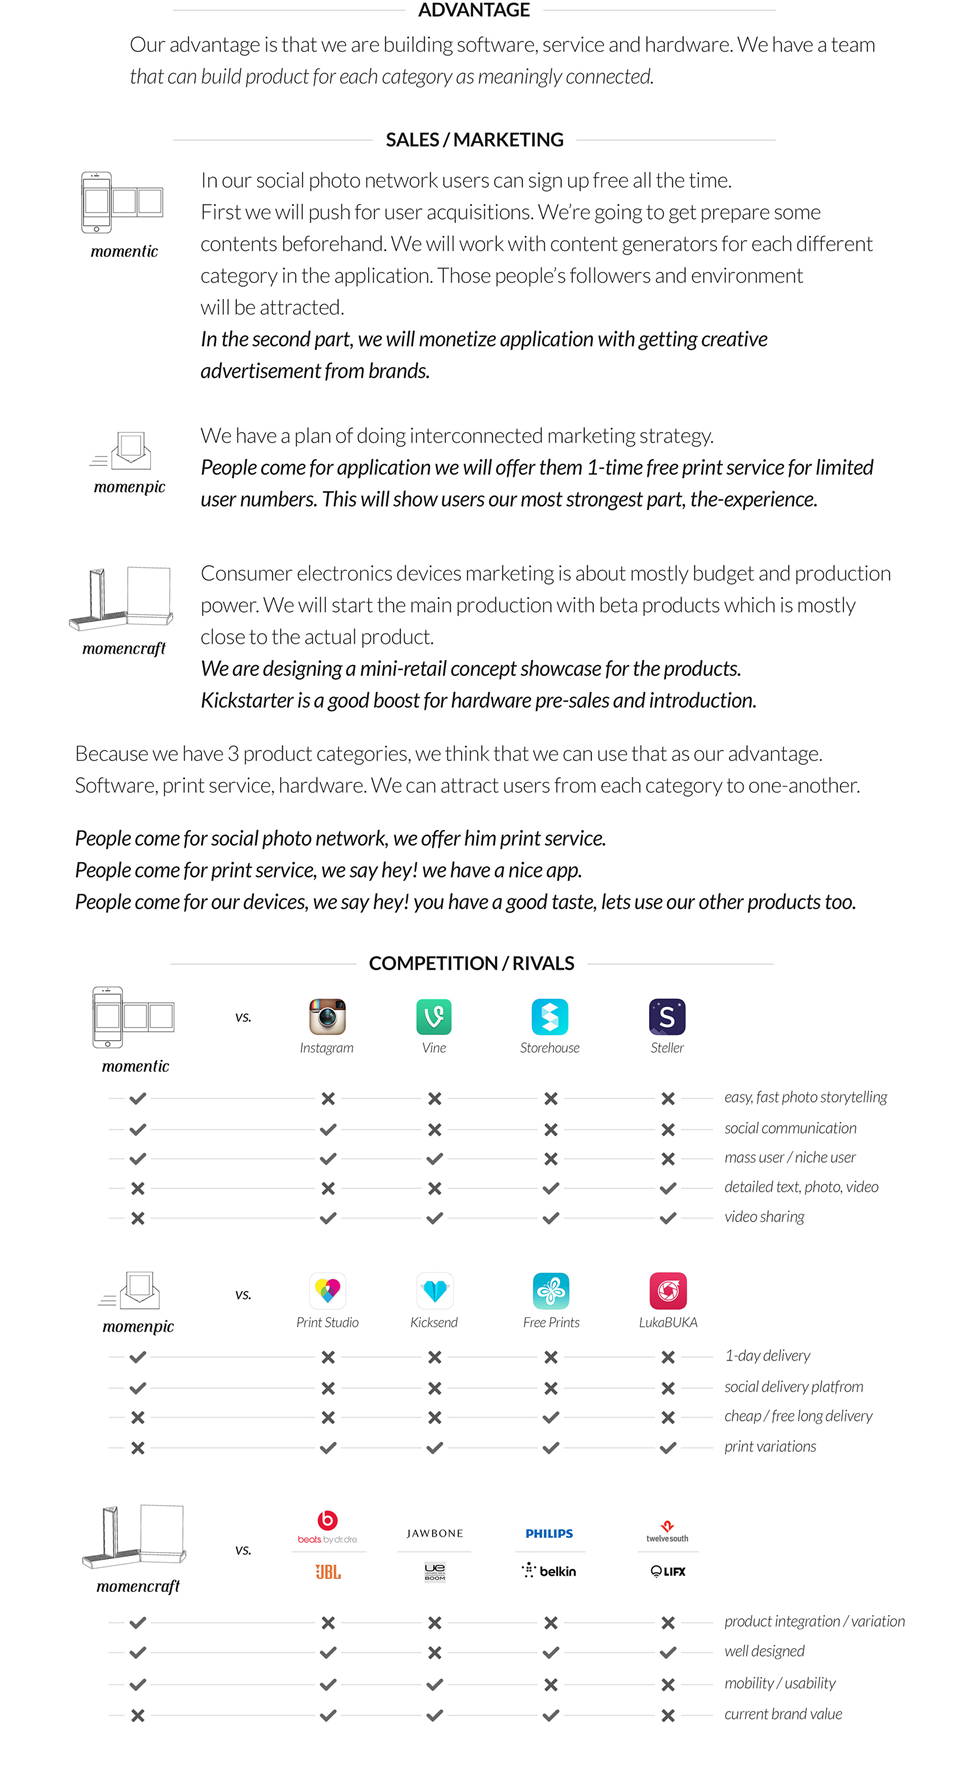 ADVANTAGE
Our advantage is that we are building software, service and hardware. We have a team
that can build product for each category as meaningly connected.
SALES / MARKETING
momentic
In our social photo network users can sign up free all the time.
First we will push for user acquisitions. We're going to get prepare some
contents beforehand. We will work with content generators for each different
category in the application. Those people's followers and environment
will be attracted.
In the second part, we will monetize application with getting creative
advertisement from brands.
momenpic
We have a plan of doing interconnected marketing strategy.
People come for application we will offer them 1-time free print service for limited
user numbers. This will show users our most strongest part, the-experience.
momencraft
Consumer electronics devices marketing is about mostly budget and production
power. We will start the main production with beta products which is mostly
close to the actual product.
We are designing a mini-retail concept showcase for the products.
Kickstarter is a good boost for hardware pre-sales and introduction.
Because we have 3 product categories, we think that we can use that as our advantage.
Software, print service, hardware. We can attract users from each category to one-another.
People come for social photo network, we offer him print service.
People come for print service, we say hey! we have a nice app.
People come for our devices, we say hey! you have a good taste, lets use our other products too.
COMPETITION / RIVALS
momentic
vs.
S
Instagram Vine Storehouse Steller
easy, fast photo storytelling
social communication
mass user / niche user
detailed text, photo, video
video sharing
momenpic
vs.
Print Studio Kicksend Free Prints LukaBUKA
1-day delivery
social delivery platfrom
cheap / free long delivery
print variations
momencraft
vs.
b
beats by dr. dre JAWBONE PHILIPS twelve south
JBL ue BOOM belkin LIFX
product integration / variation
well designed
mobility / usability
current brand value